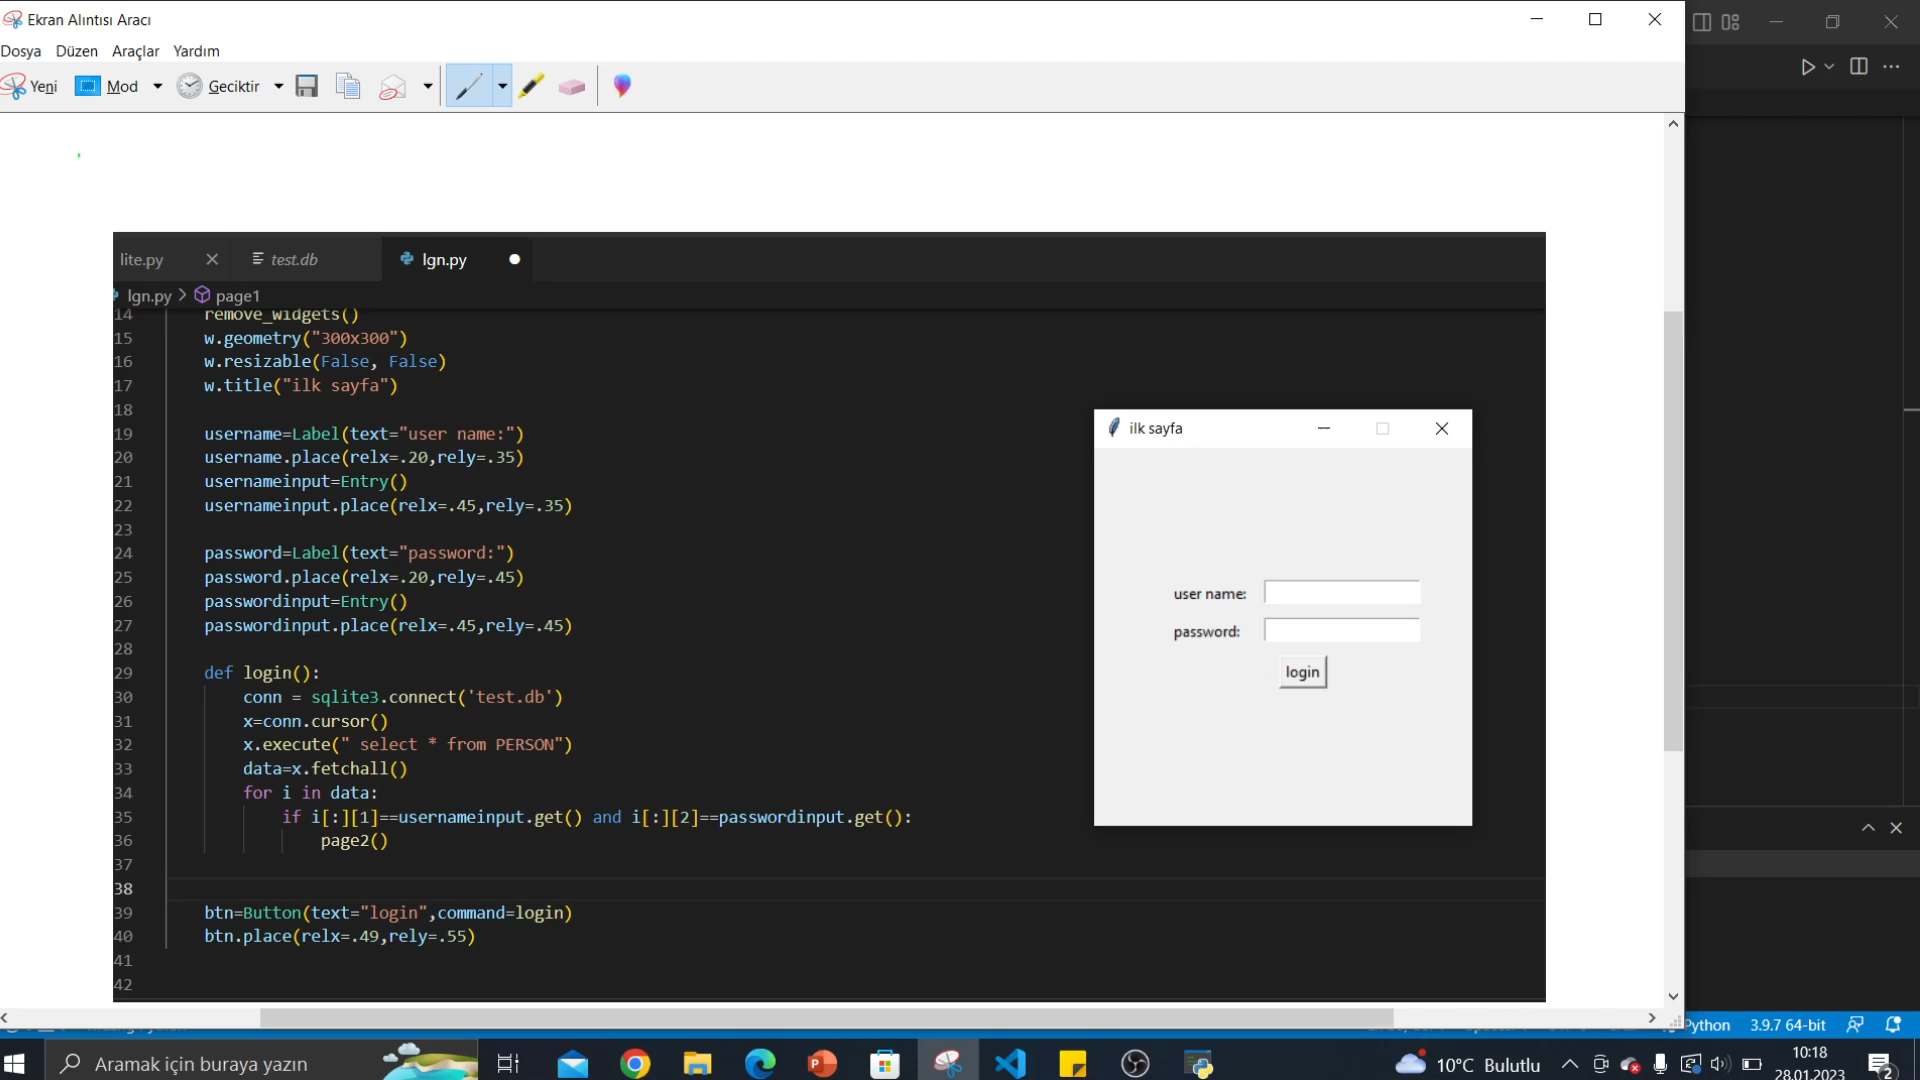 Ekran Alıntısı Aracı
Dosya Düzen Araçlar Yardım
Yeni Mod Geciktir
lite.py test.db lgn.py
lgn.py > page1
14 remove_widgets()
15 w.geometry("300x300")
16 w.resizable(False, False)
17 w.title("ilk sayfa")
18
19 username=Label(text="user name:")
20 username.place(relx=.20,rely=.35)
21 usernameinput=Entry()
22 usernameinput.place(relx=.45,rely=.35)
23
24 password=Label(text="password:")
25 password.place(relx=.20,rely=.45)
26 passwordinput=Entry()
27 passwordinput.place(relx=.45,rely=.45)
28
29 def login():
30 conn = sqlite3.connect('test.db')
31 x=conn.cursor()
32 x.execute(" select * from PERSON")
33 data=x.fetchall()
34 for i in data:
35 if i[:][1]==usernameinput.get() and i[:][2]==passwordinput.get():
36 page2()
37
38
39 btn=Button(text="login",command=login)
40 btn.place(relx=.49,rely=.55)
41
42
ilk sayfa
user name:
password:
login
Python 3.9.7 64-bit
Aramak için buraya yazın
10°C Bulutlu
10:18
28.01.2023
2